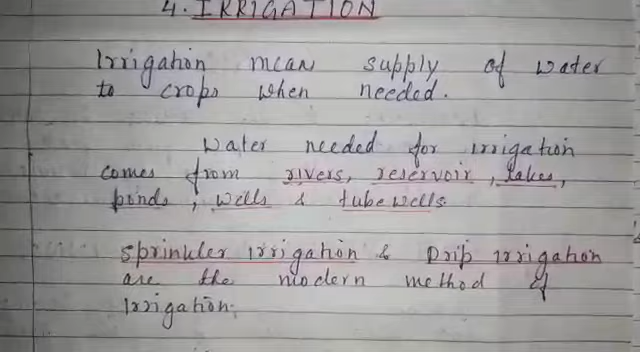 4. IRRIGATION
Irrigation mean supply of water
to crops when needed.
Water needed for irrigation
comes from rivers, reservoir, lakes,
ponds, wells & tubewells
Sprinkler irrigation & Drip irrigation
are the modern method of
Irrigation.